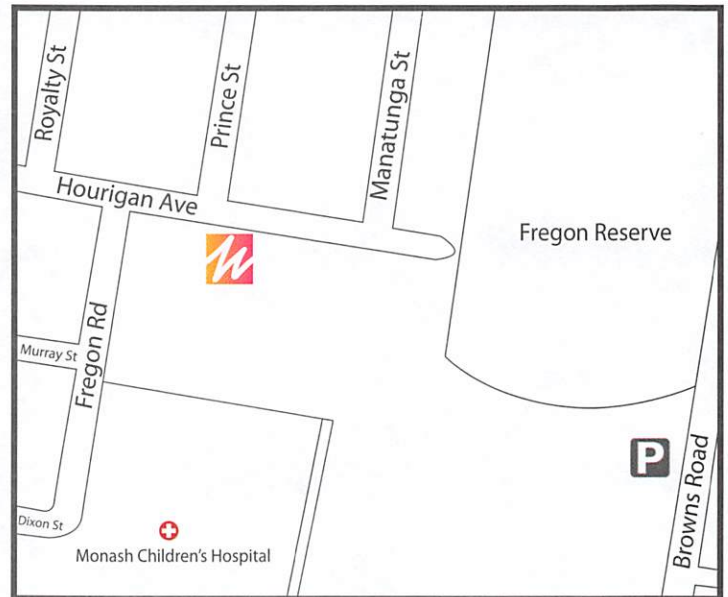 Royalty St
Prince St
Manatunga St
Hourigan Ave
Fregon Reserve
Fregon Rd
Murray St
P
Browns Road
Dixon St
Monash Children's Hospital